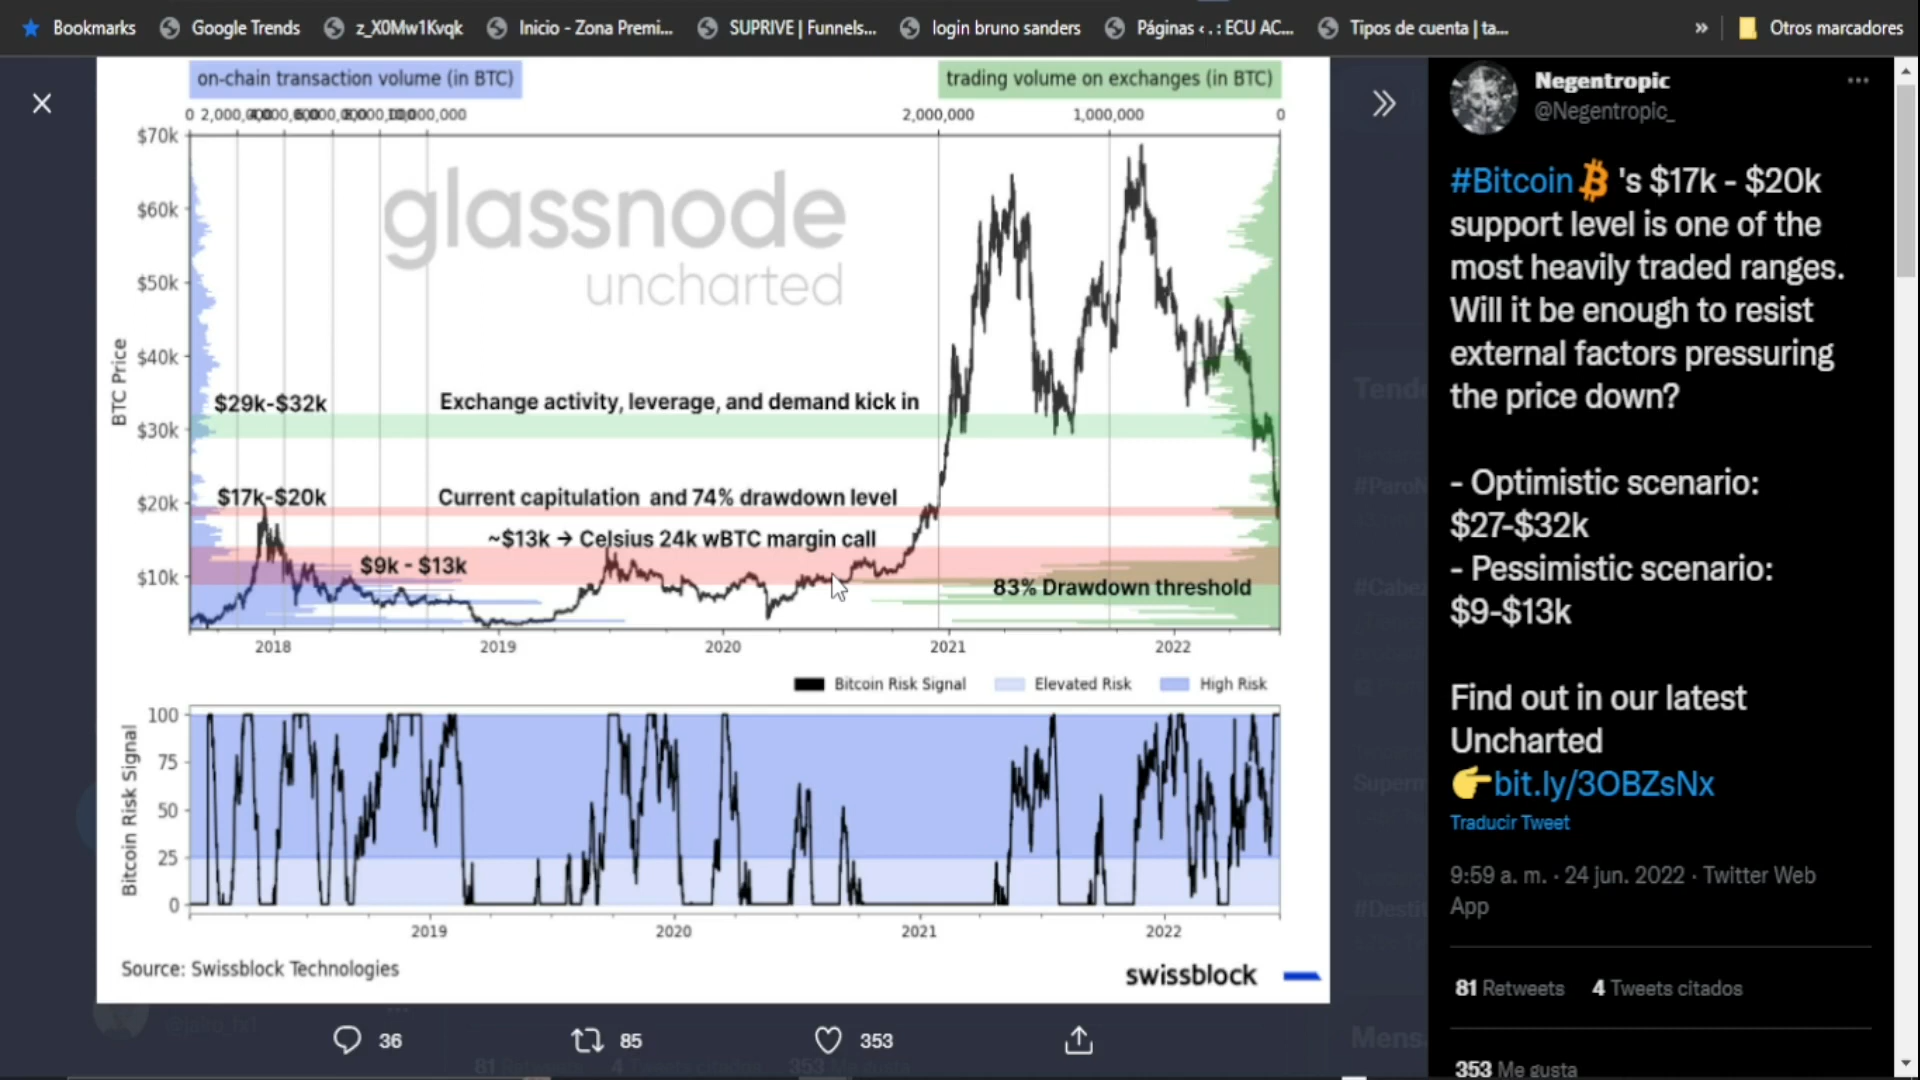 Bookmarks
Google Trends
z_X0Mw1Kvqk
Inicio - Zona Premi...
SUPRIVE | Funnels...
login bruno sanders
Páginas ‹ . : ECU AC...
Tipos de cuenta | ta...
»
Otros marcadores
on-chain transaction volume (in BTC)
trading volume on exchanges (in BTC)
0
2,000,000
1,000,000
0
$70k
$60k
$50k
$40k
$30k
$20k
$10k
BTC Price
glassnode
uncharted
$29k-$32k
Exchange activity, leverage, and demand kick in
$17k-$20k
Current capitulation and 74% drawdown level
~$13k → Celsius 24k wBTC margin call
$9k - $13k
83% Drawdown threshold
2018 2019 2020 2021 2022
Bitcoin Risk Signal
Elevated Risk
High Risk
100
75
50
25
0
Bitcoin Risk Signal
2019 2020 2021 2022
Source: Swissblock Technologies
swissblock
36
85
353
Negentropic
@Negentropic_
#Bitcoin 's $17k - $20k
support level is one of the
most heavily traded ranges.
Will it be enough to resist
external factors pressuring
the price down?
- Optimistic scenario:
$27-$32k
- Pessimistic scenario:
$9-$13k
Find out in our latest
Uncharted
👉bit.ly/3OBZsNx
Traducir Tweet
9:59 a. m. · 24 jun. 2022 · Twitter Web
App
81 Retweets 4 Tweets citados
353 Me gusta